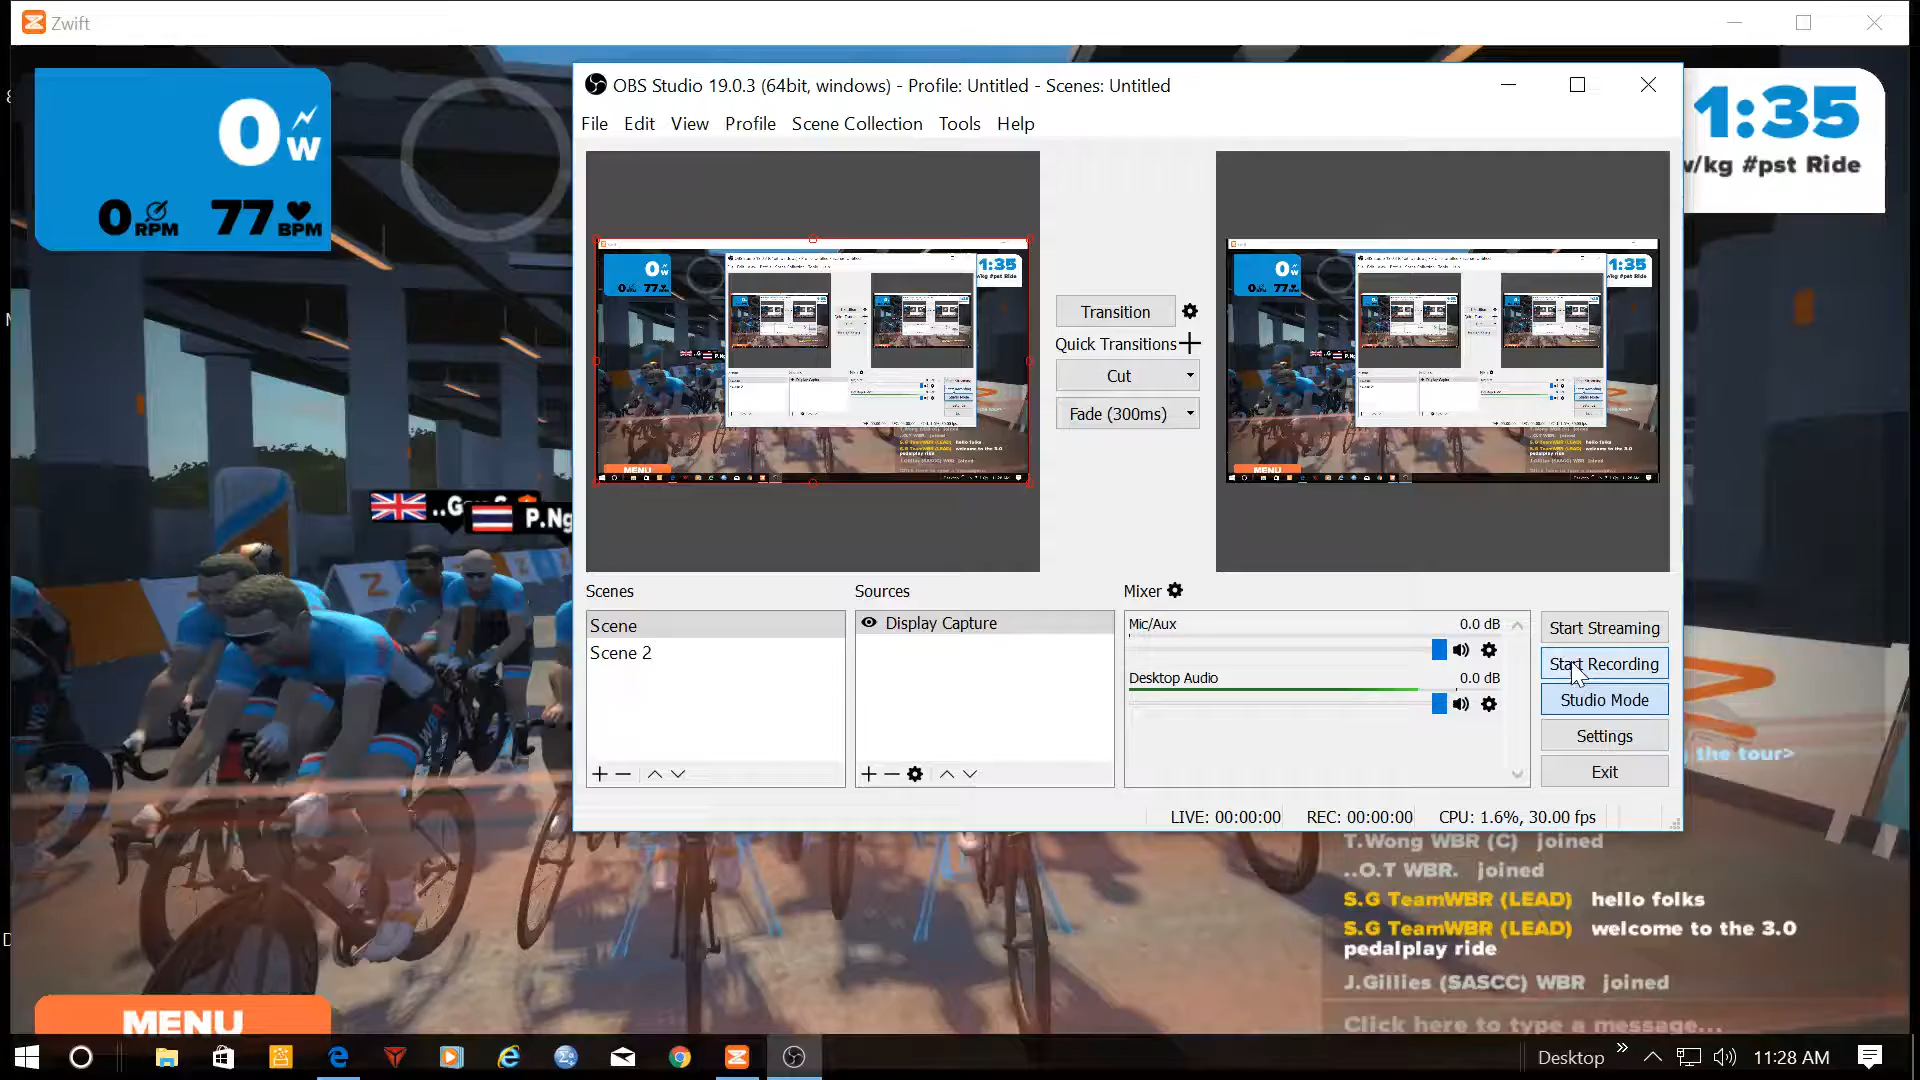 Zwift
0 W
0 RPM 77 BPM
OBS Studio 19.0.3 (64bit, windows) - Profile: Untitled - Scenes: Untitled
File Edit View Profile Scene Collection Tools Help
1:35
w/kg #pst Ride
Transition
Quick Transitions
Cut
Fade (300ms)
..G
P.Ng
Scenes
Scene
Scene 2
Sources
Display Capture
Mixer
Mic/Aux 0.0 dB
Desktop Audio 0.0 dB
Start Streaming
Start Recording
Studio Mode
Settings
Exit
the tour>
LIVE: 00:00:00 REC: 00:00:00 CPU: 1.6%, 30.00 fps
T.Wong WBR (C) joined
..O.T WBR. joined
S.G TeamWBR (LEAD) hello folks
S.G TeamWBR (LEAD) welcome to the 3.0
pedalplay ride
J.Gillies (SASCC) WBR joined
Click here to type a message...
MENU
Desktop 11:28 AM